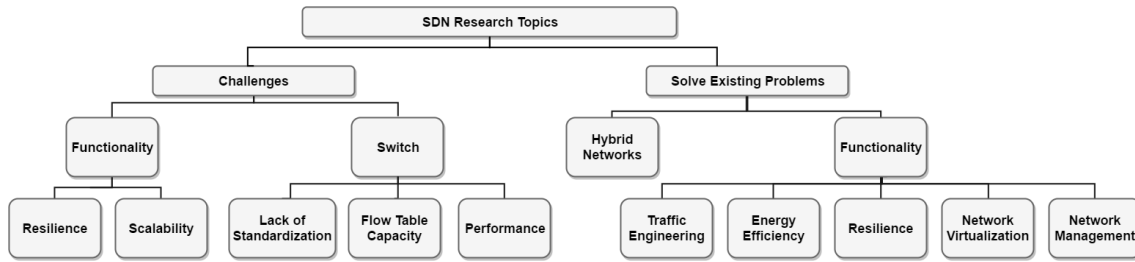 SDN Research Topics
Challenges
Solve Existing Problems
Functionality
Switch
Hybrid
Networks
Functionality
Resilience
Scalability
Lack of
Standardization
Flow Table
Capacity
Performance
Traffic
Engineering
Energy
Efficiency
Resilience
Network
Virtualization
Network
Management